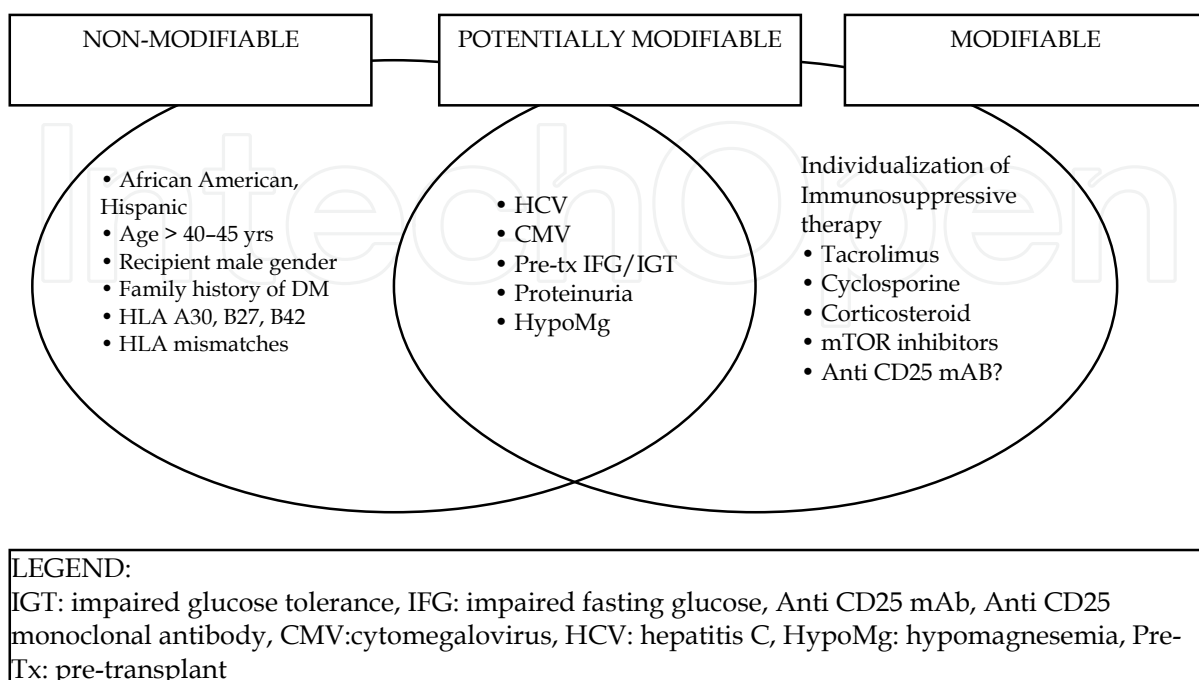 NON-MODIFIABLE
POTENTIALLY MODIFIABLE
MODIFIABLE
IntechOpen
• African American,
Hispanic
• Age > 40–45 yrs
• Recipient male gender
• Family history of DM
• HLA A30, B27, B42
• HLA mismatches
• HCV
• CMV
• Pre-tx IFG/IGT
• Proteinuria
• HypoMg
Individualization of
Immunosuppressive
therapy
• Tacrolimus
• Cyclosporine
• Corticosteroid
• mTOR inhibitors
• Anti CD25 mAB?
LEGEND:
IGT: impaired glucose tolerance, IFG: impaired fasting glucose, Anti CD25 mAb, Anti CD25
monoclonal antibody, CMV:cytomegalovirus, HCV: hepatitis C, HypoMg: hypomagnesemia, Pre-
Tx: pre-transplant